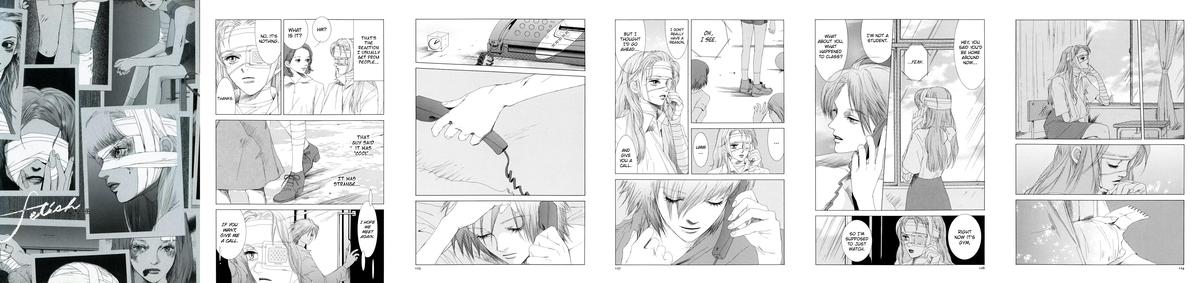 fetish
NO, IT'S
NOTHING.
WHAT
IS IT?
HM?
THAT'S
THE
REACTION
I USUALLY
GET FROM
PEOPLE...
THANKS.
THAT
GUY SAID
IT WAS
"COOL"...
IT WAS
STRANGE...
IF YOU
WANT,
GIVE ME
A CALL.
I HOPE
WE
MEET
AGAIN.
BUT I
THOUGHT
I'D GO
AHEAD...
I DON'T
REALLY
HAVE A
REASON.
OH,
I SEE.
AND
GIVE YOU
A CALL.
UMM...
...
WHAT
ABOUT YOU,
WHAT
HAPPENED
TO CLASS?
I'M NOT A
STUDENT.
...YEAH.
HEY, YOU
SAID YOU'D
BE HOME
AROUND
NOW...
SO I'M
SUPPOSED
TO JUST
WATCH.
RIGHT
NOW IT'S
GYM,